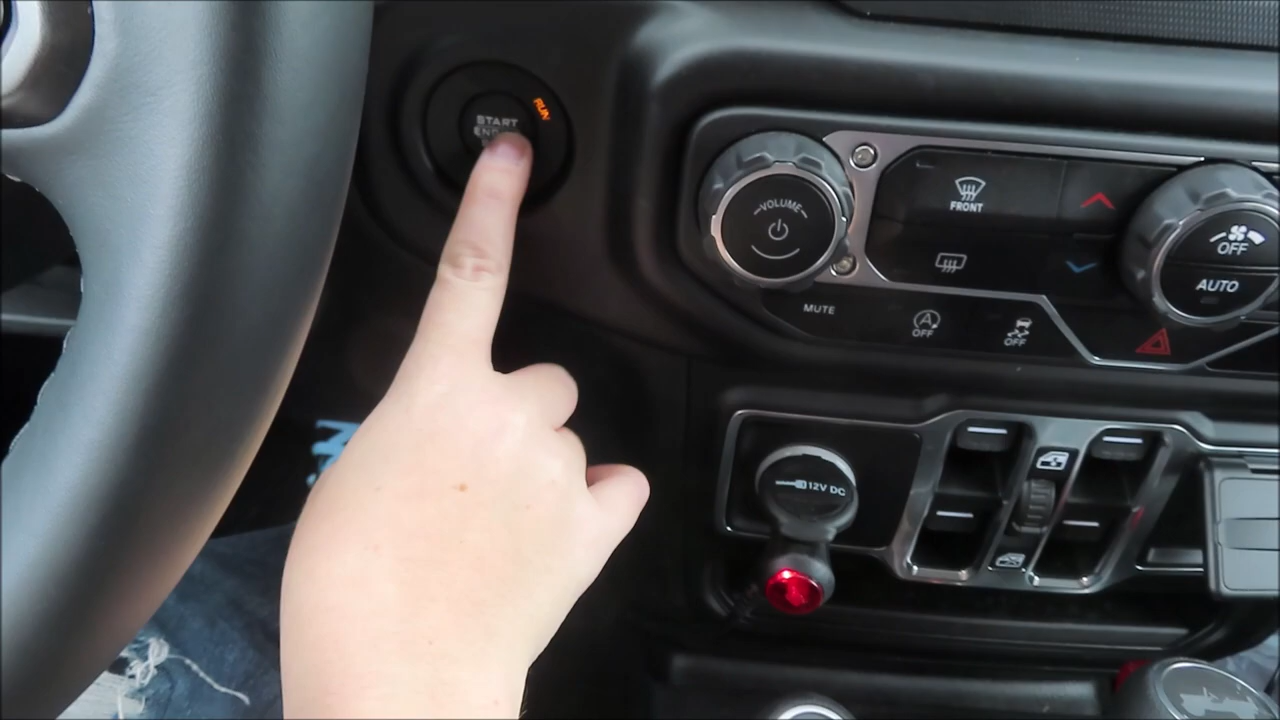 RUN
START
VOLUME
FRONT
OFF
AUTO
MUTE
A
OFF
OFF
12V DC